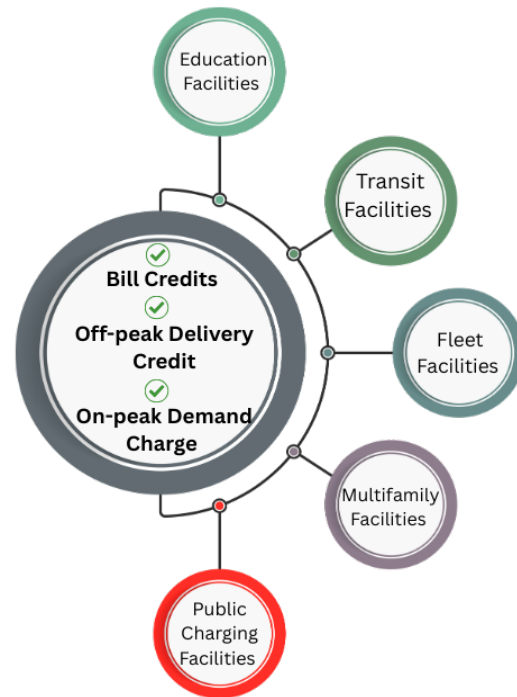 Education
Facilities
Transit
Facilities
Bill Credits
Off-peak Delivery
Credit
On-peak Demand
Charge
Fleet
Facilities
Multifamily
Facilities
Public
Charging
Facilities